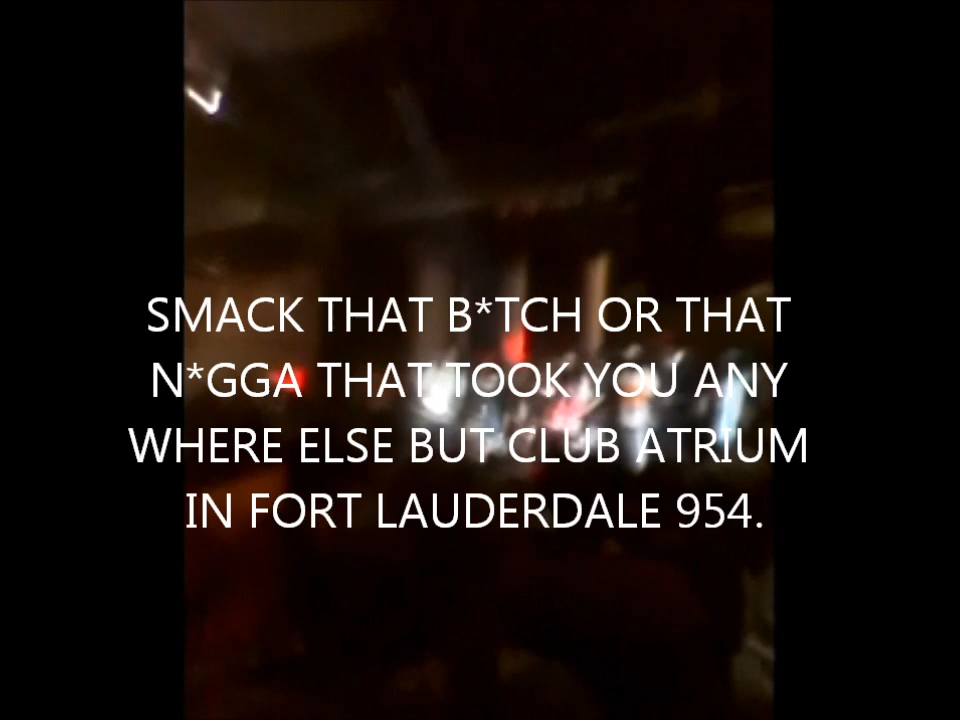 SMACK THAT B*TCH OR THAT
N*GGA THAT TOOK YOU ANY
WHERE ELSE BUT CLUB ATRIUM
IN FORT LAUDERDALE 954.